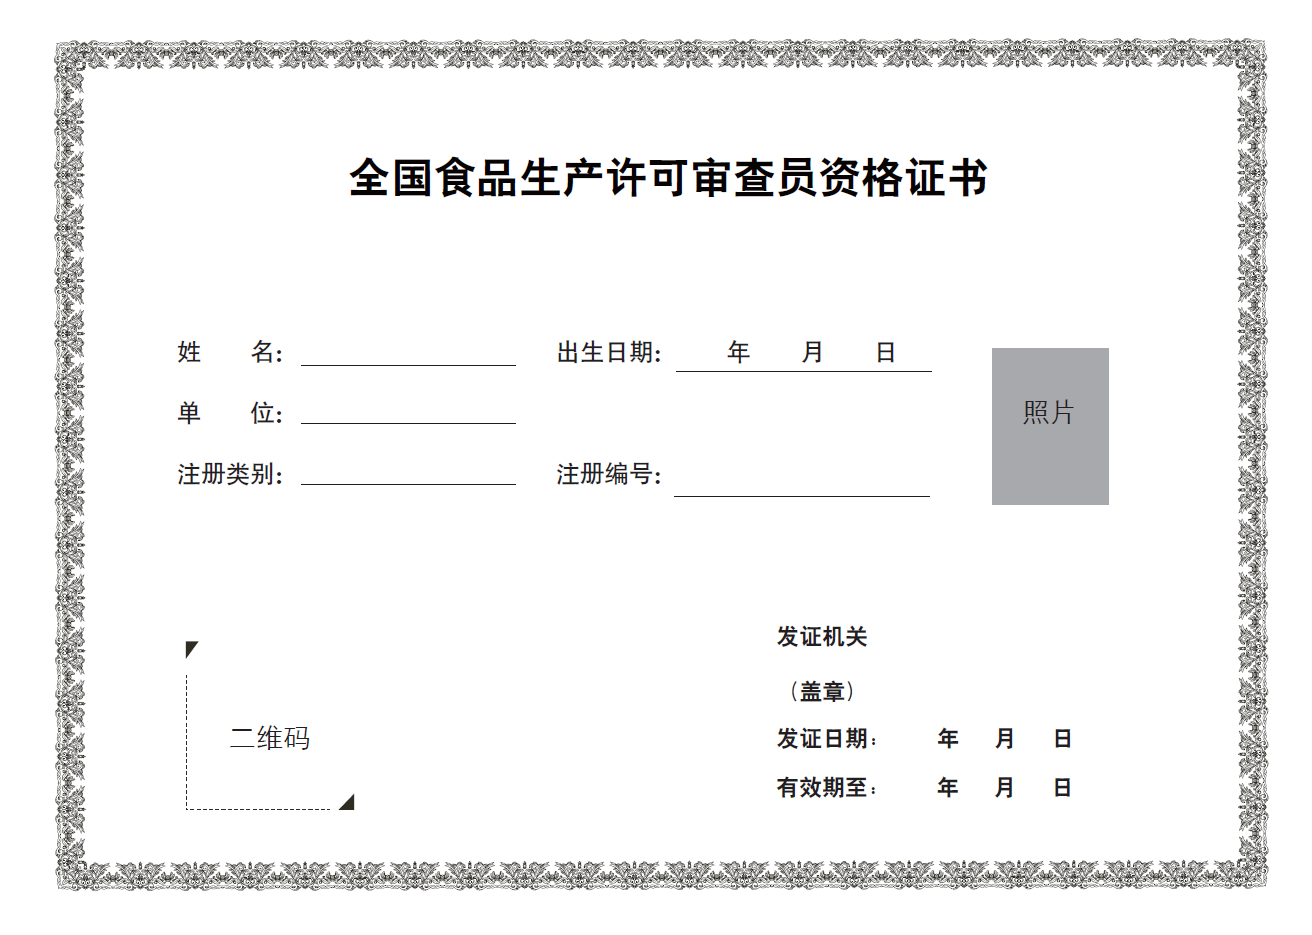 全国食品生产许可审查员资格证书
姓 名: 出生日期: 年 月 日
照片
单 位:
注册类别: 注册编号:
发证机关
（盖章）
二维码
发证日期: 年 月 日
有效期至: 年 月 日